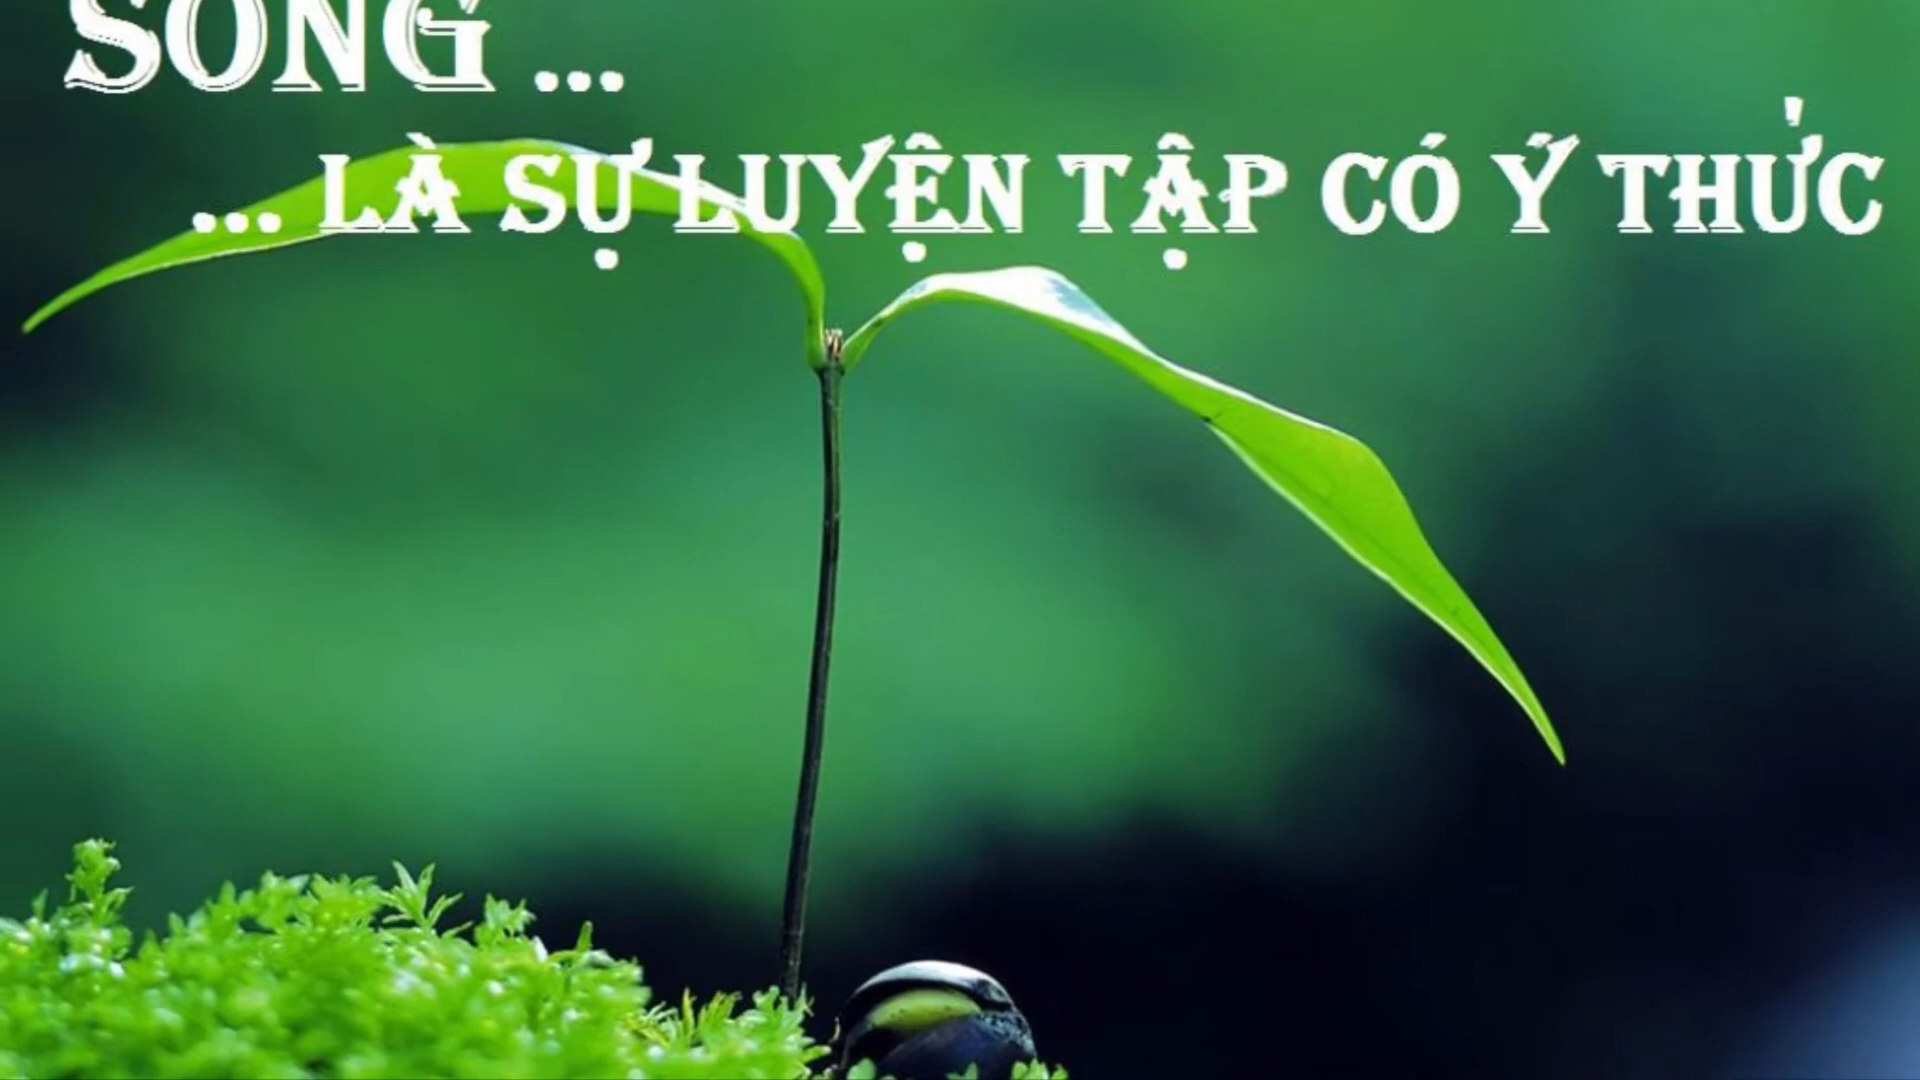 SỐNG ...
... LÀ SỰ LUYỆN TẬP CÓ Ý THỨC